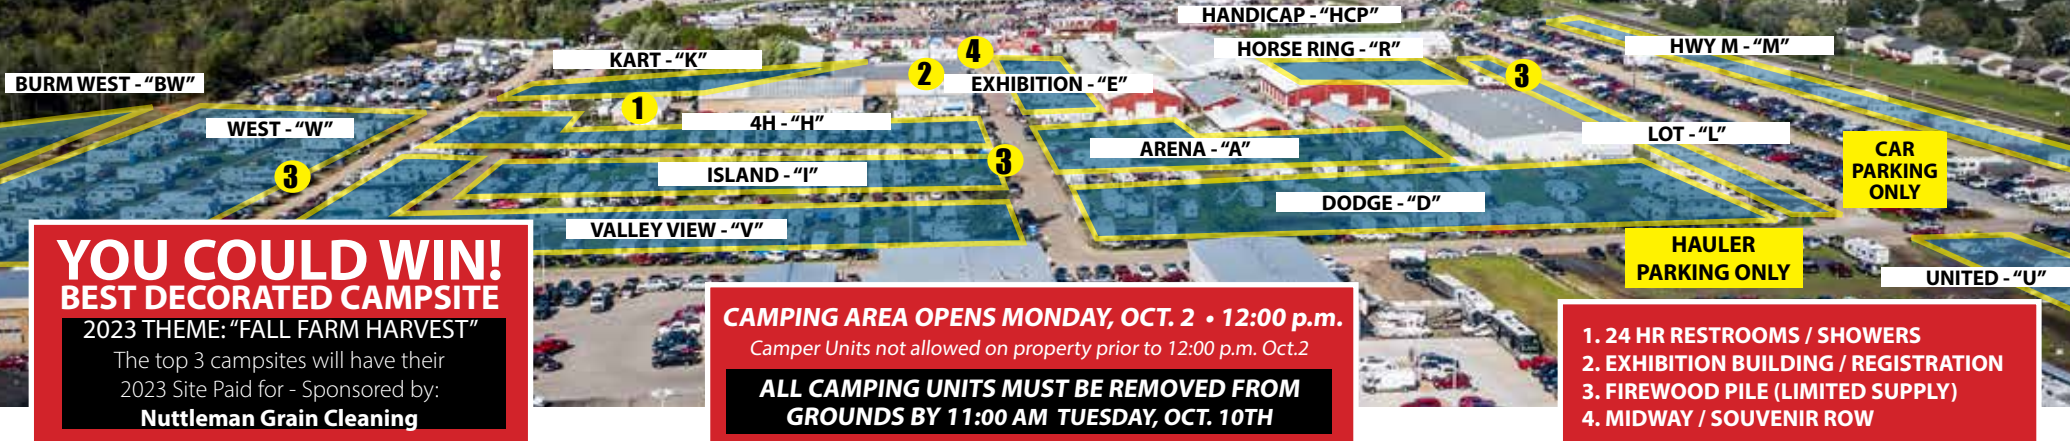 HANDICAP - “HCP”
KART - “K”
4
HORSE RING - “R”
HWY M - “M”
BURM WEST - “BW”
2
EXHIBITION - “E”
3
1
WEST - “W”
4H - “H”
LOT - “L”
ARENA - “A”
3
ISLAND - “I”
3
CAR
PARKING
ONLY
DODGE - “D”
VALLEY VIEW - “V”
HAULER
PARKING ONLY
UNITED - “U”
YOU COULD WIN!
BEST DECORATED CAMPSITE
2023 THEME: “FALL FARM HARVEST”
The top 3 campsites will have their
2023 Site Paid for - Sponsored by:
Nuttleman Grain Cleaning
CAMPING AREA OPENS MONDAY, OCT. 2 • 12:00 p.m.
Camper Units not allowed on property prior to 12:00 p.m. Oct.2
ALL CAMPING UNITS MUST BE REMOVED FROM
GROUNDS BY 11:00 AM TUESDAY, OCT. 10TH
1. 24 HR RESTROOMS / SHOWERS
2. EXHIBITION BUILDING / REGISTRATION
3. FIREWOOD PILE (LIMITED SUPPLY)
4. MIDWAY / SOUVENIR ROW